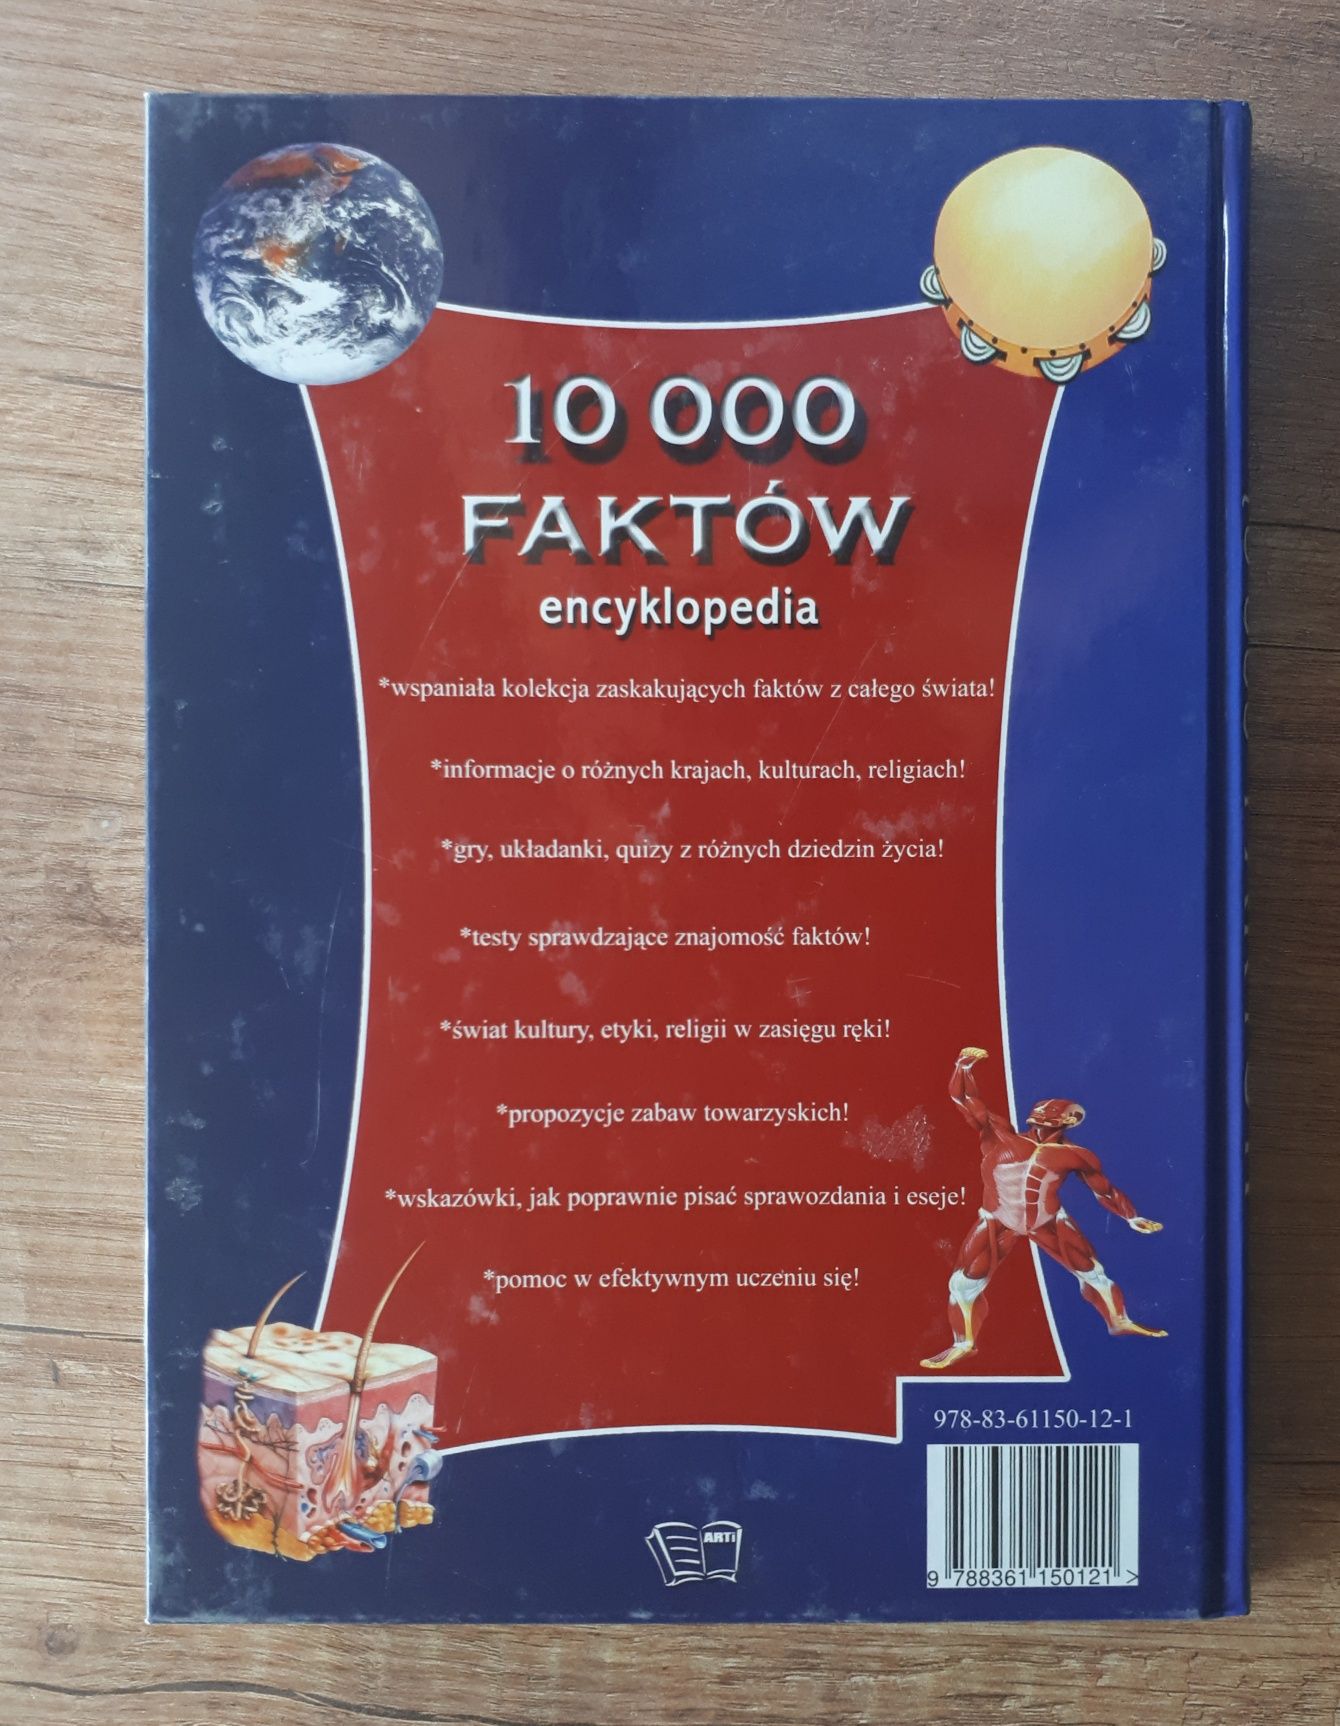 10 000
FAKTÓW
encyklopedia
*wspaniała kolekcja zaskakujących faktów z całego świata!
*informacje o różnych krajach, kulturach, religiach!
*gry, układanki, quizy z różnych dziedzin życia!
*testy sprawdzające znajomość faktów!
*świat kultury, etyki, religii w zasięgu ręki!
*propozycje zabaw towarzyskich!
*wskazówki, jak poprawnie pisać sprawozdania i eseje!
*pomoc w efektywnym uczeniu się!
978-83-61150-12-1
ARTi
9 788361 150121 >